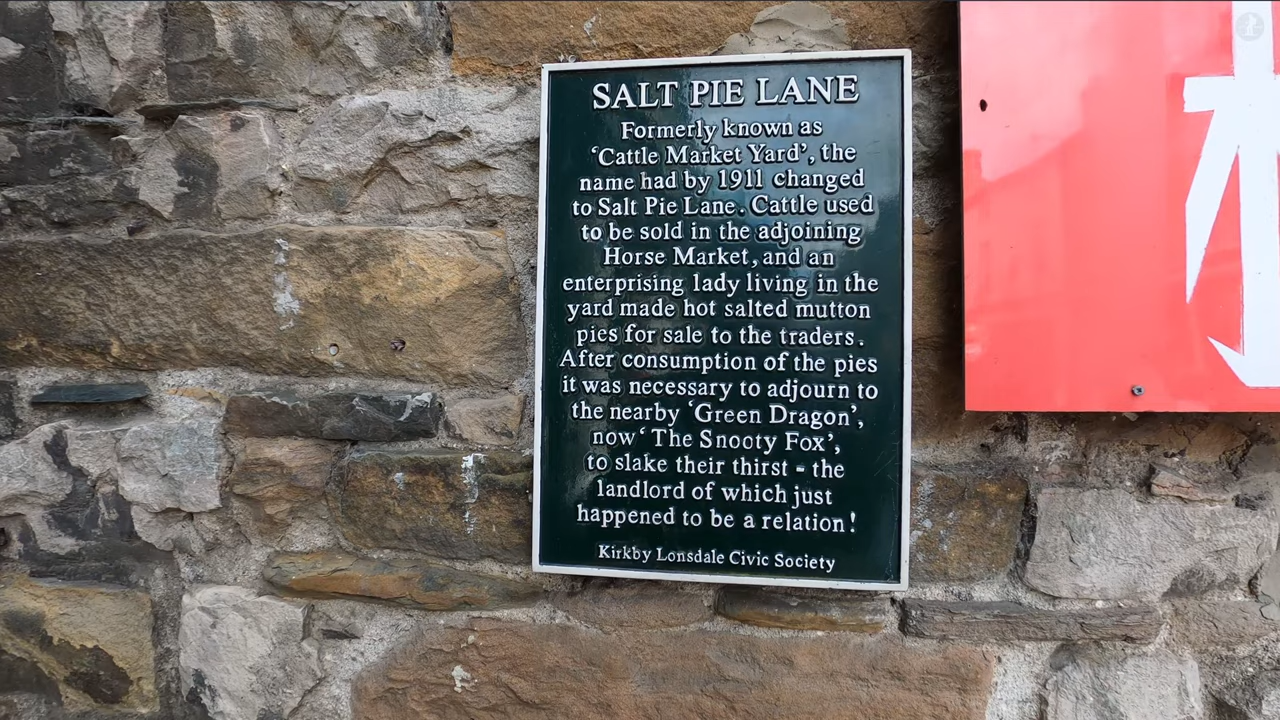 SALT PIE LANE
Formerly known as
‘Cattle Market Yard’, the
name had by 1911 changed
to Salt Pie Lane. Cattle used
to be sold in the adjoining
Horse Market, and an
enterprising lady living in the
yard made hot salted mutton
pies for sale to the traders.
After consumption of the pies
it was necessary to adjourn to
the nearby ‘Green Dragon’,
now ‘The Snooty Fox’,
to slake their thirst - the
landlord of which just
happened to be a relation!
Kirkby Lonsdale Civic Society